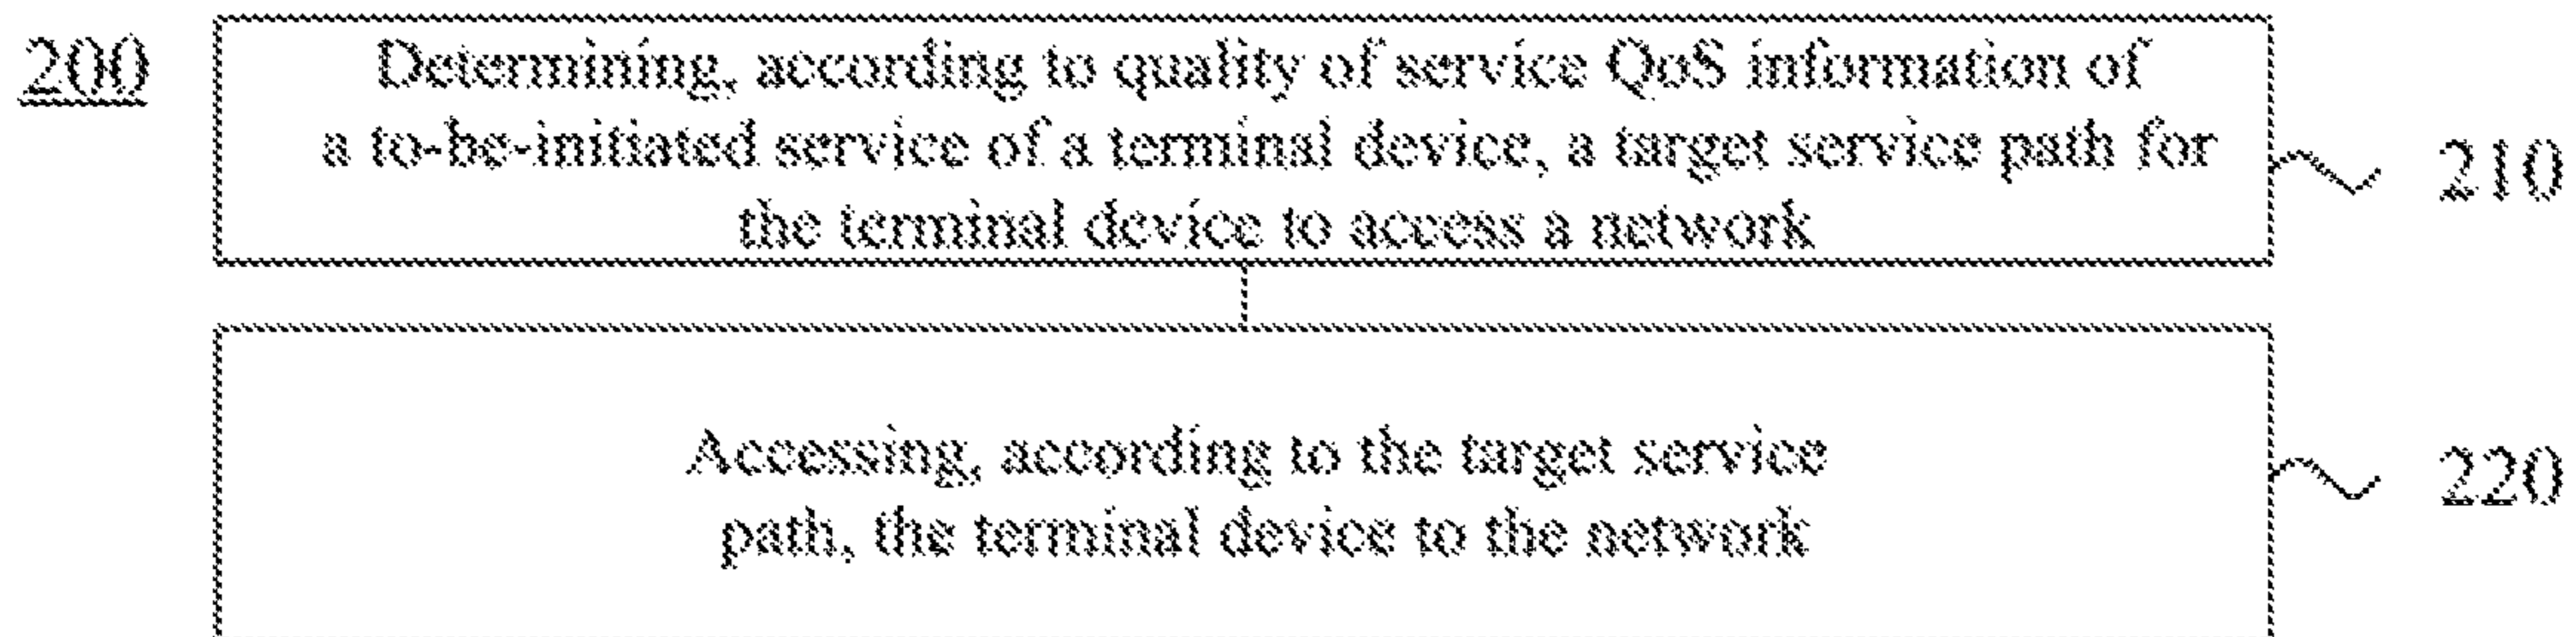 200
Determining, according to quality of service QoS information of
a to-be-initiated service of a terminal device, a target service path for
the terminal device to access a network
210
Accessing, according to the target service
path, the terminal device to the network
220